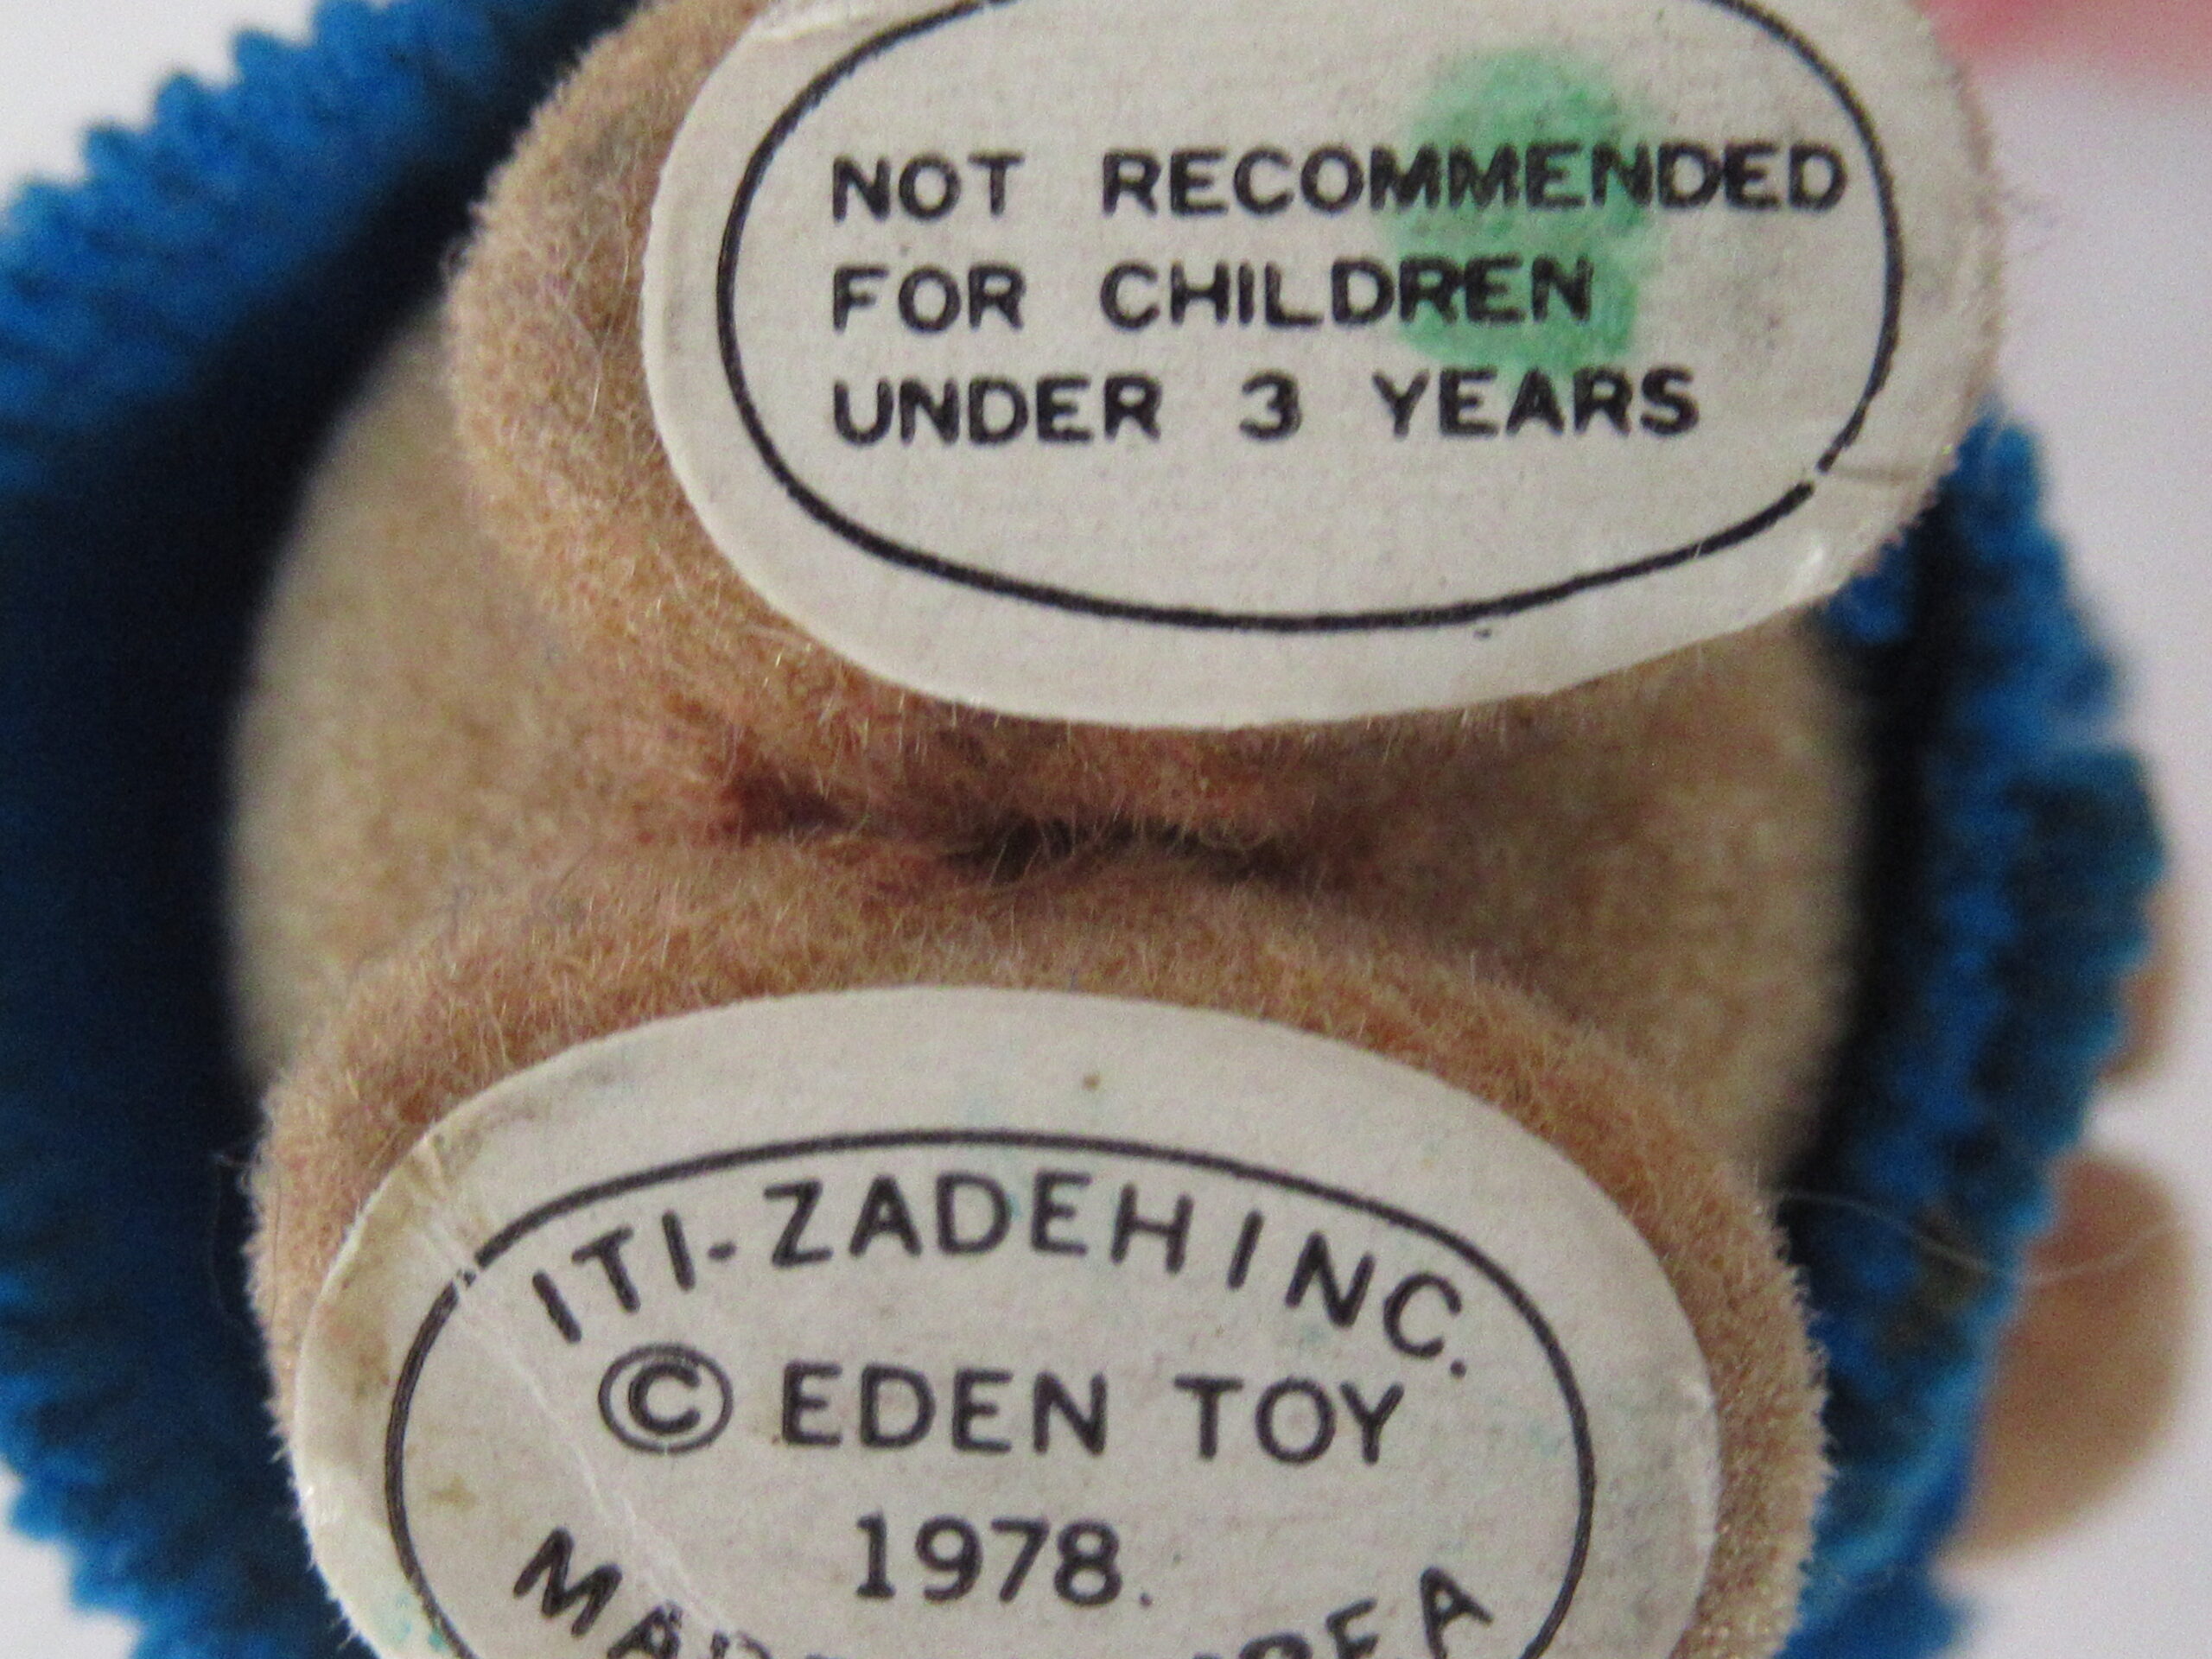 NOT RECOMMENDED
FOR CHILDREN
UNDER 3 YEARS
ITI-ZADEH INC.
© EDEN TOY
1978.